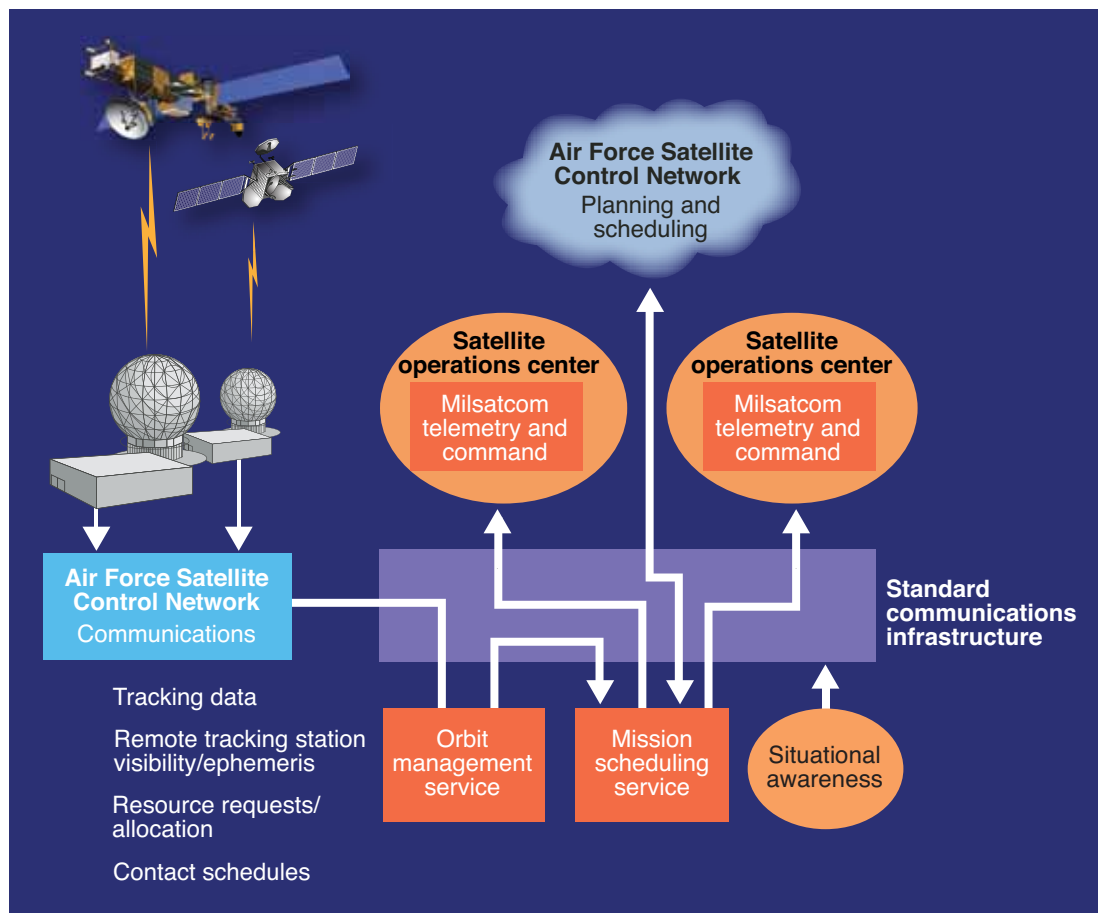 Air Force Satellite
Control Network
Planning and
scheduling
Satellite
operations center
Milsatcom
telemetry and
command
Satellite
operations center
Milsatcom
telemetry and
command
Air Force Satellite
Control Network
Communications
Standard
communications
infrastructure
Tracking data
Remote tracking station
visibility/ephemeris
Resource requests/
allocation
Contact schedules
Orbit
management
service
Mission
scheduling
service
Situational
awareness